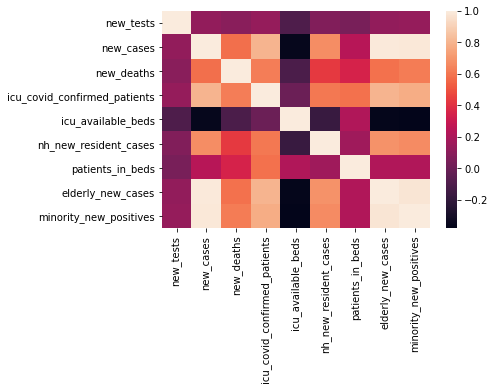 new_tests
new_cases
new_deaths
icu_covid_confirmed_patients
icu_available_beds
nh_new_resident_cases
patients_in_beds
elderly_new_cases
minority_new_positives
new_tests
new_cases
new_deaths
icu_covid_confirmed_patients
icu_available_beds
nh_new_resident_cases
patients_in_beds
elderly_new_cases
minority_new_positives
1.0
0.8
0.6
0.4
0.2
0.0
−0.2